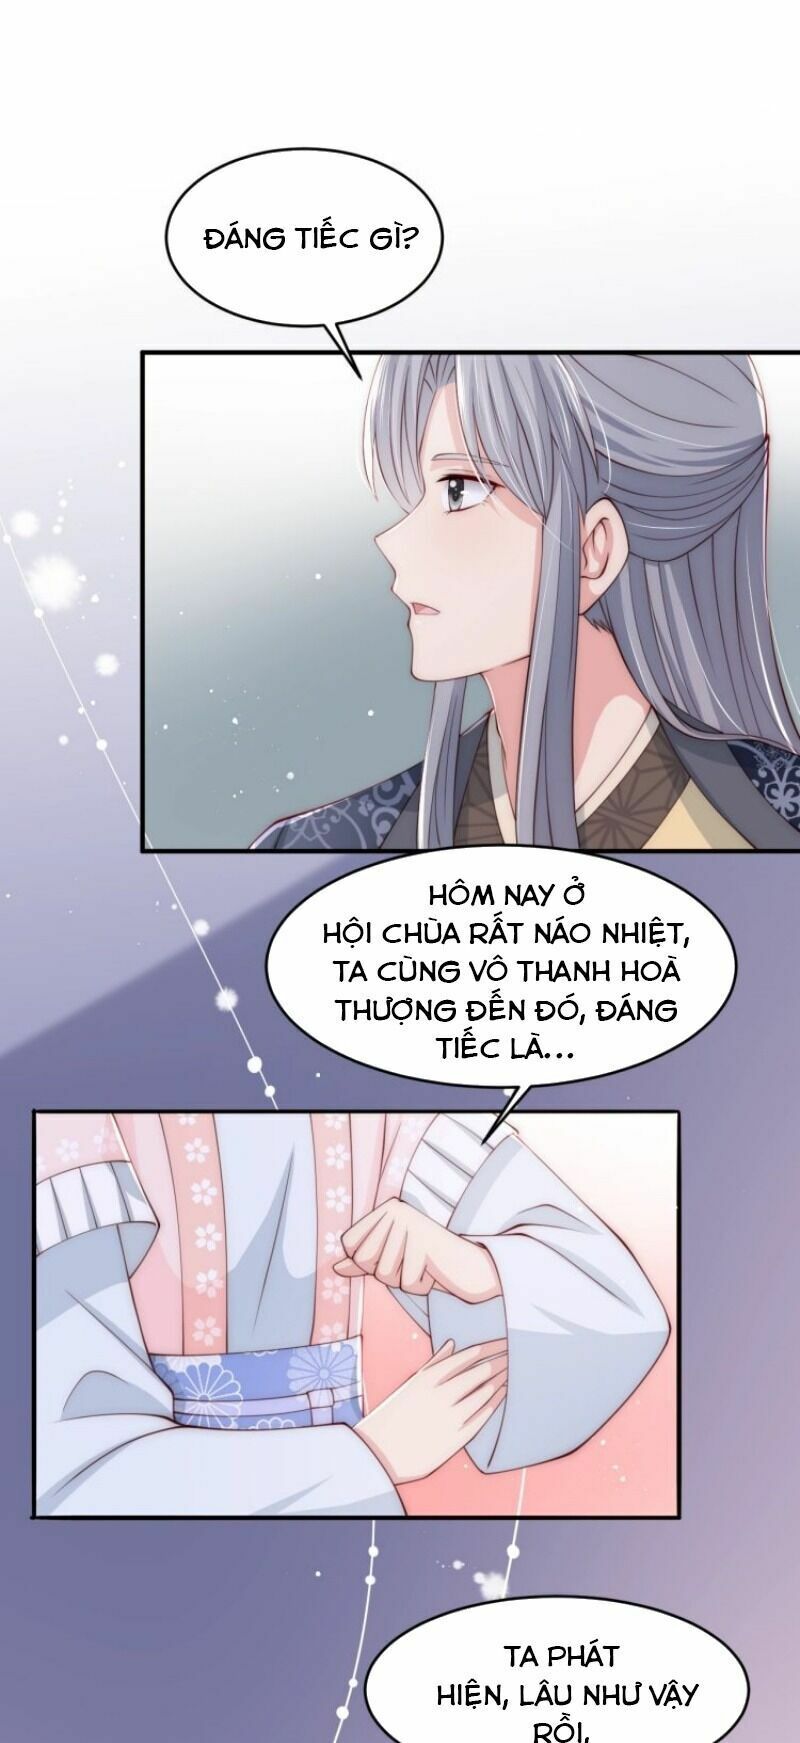 ĐÁNG TIẾC GÌ?
HÔM NAY Ở
HỘI CHÙA RẤT NÁO NHIỆT,
TA CÙNG VÔ THANH HOÀ
THƯỢNG ĐẾN ĐÓ, ĐÁNG
TIẾC LÀ...
TA PHÁT
HIỆN, LÂU NHƯ VẬY
RỒI,